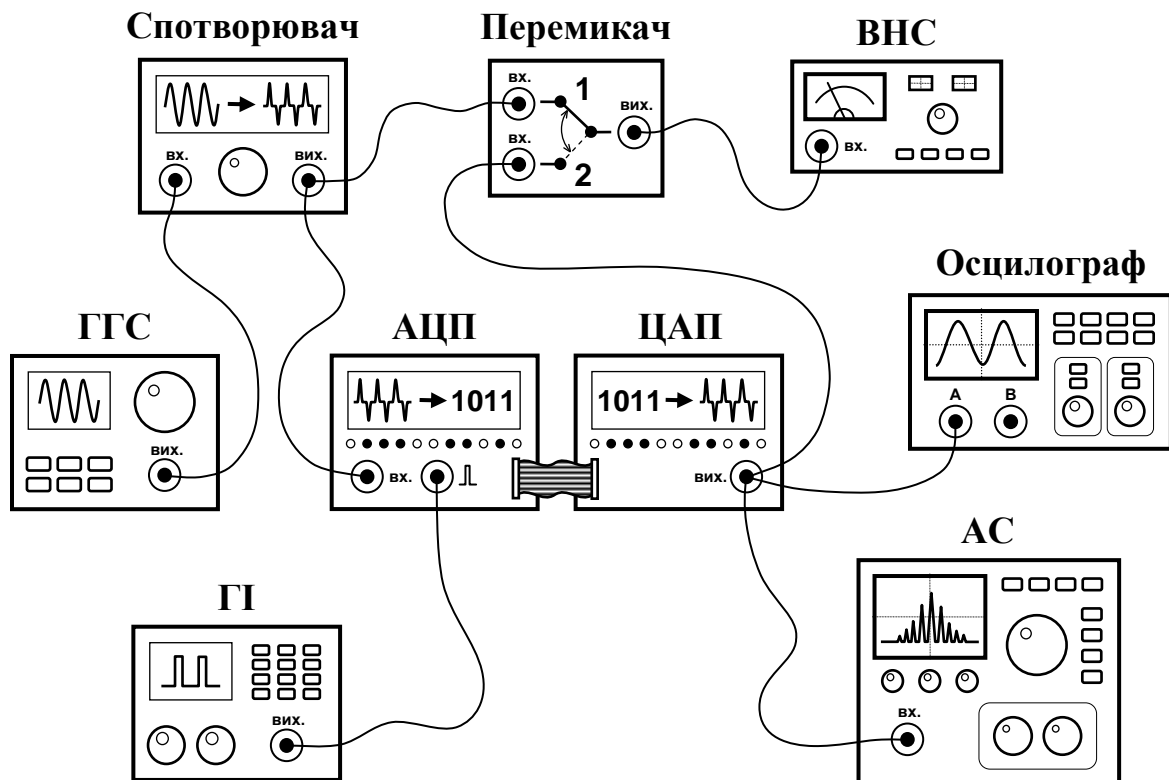 Спотворювач
Перемикач
ВНС
вх.
вих.
вх.
1
вих.
вх.
2
вх.
Осцилограф
ГГС
АЦП
ЦАП
1011
1011
A
B
вих.
вх.
вих.
АС
ГІ
вих.
вх.